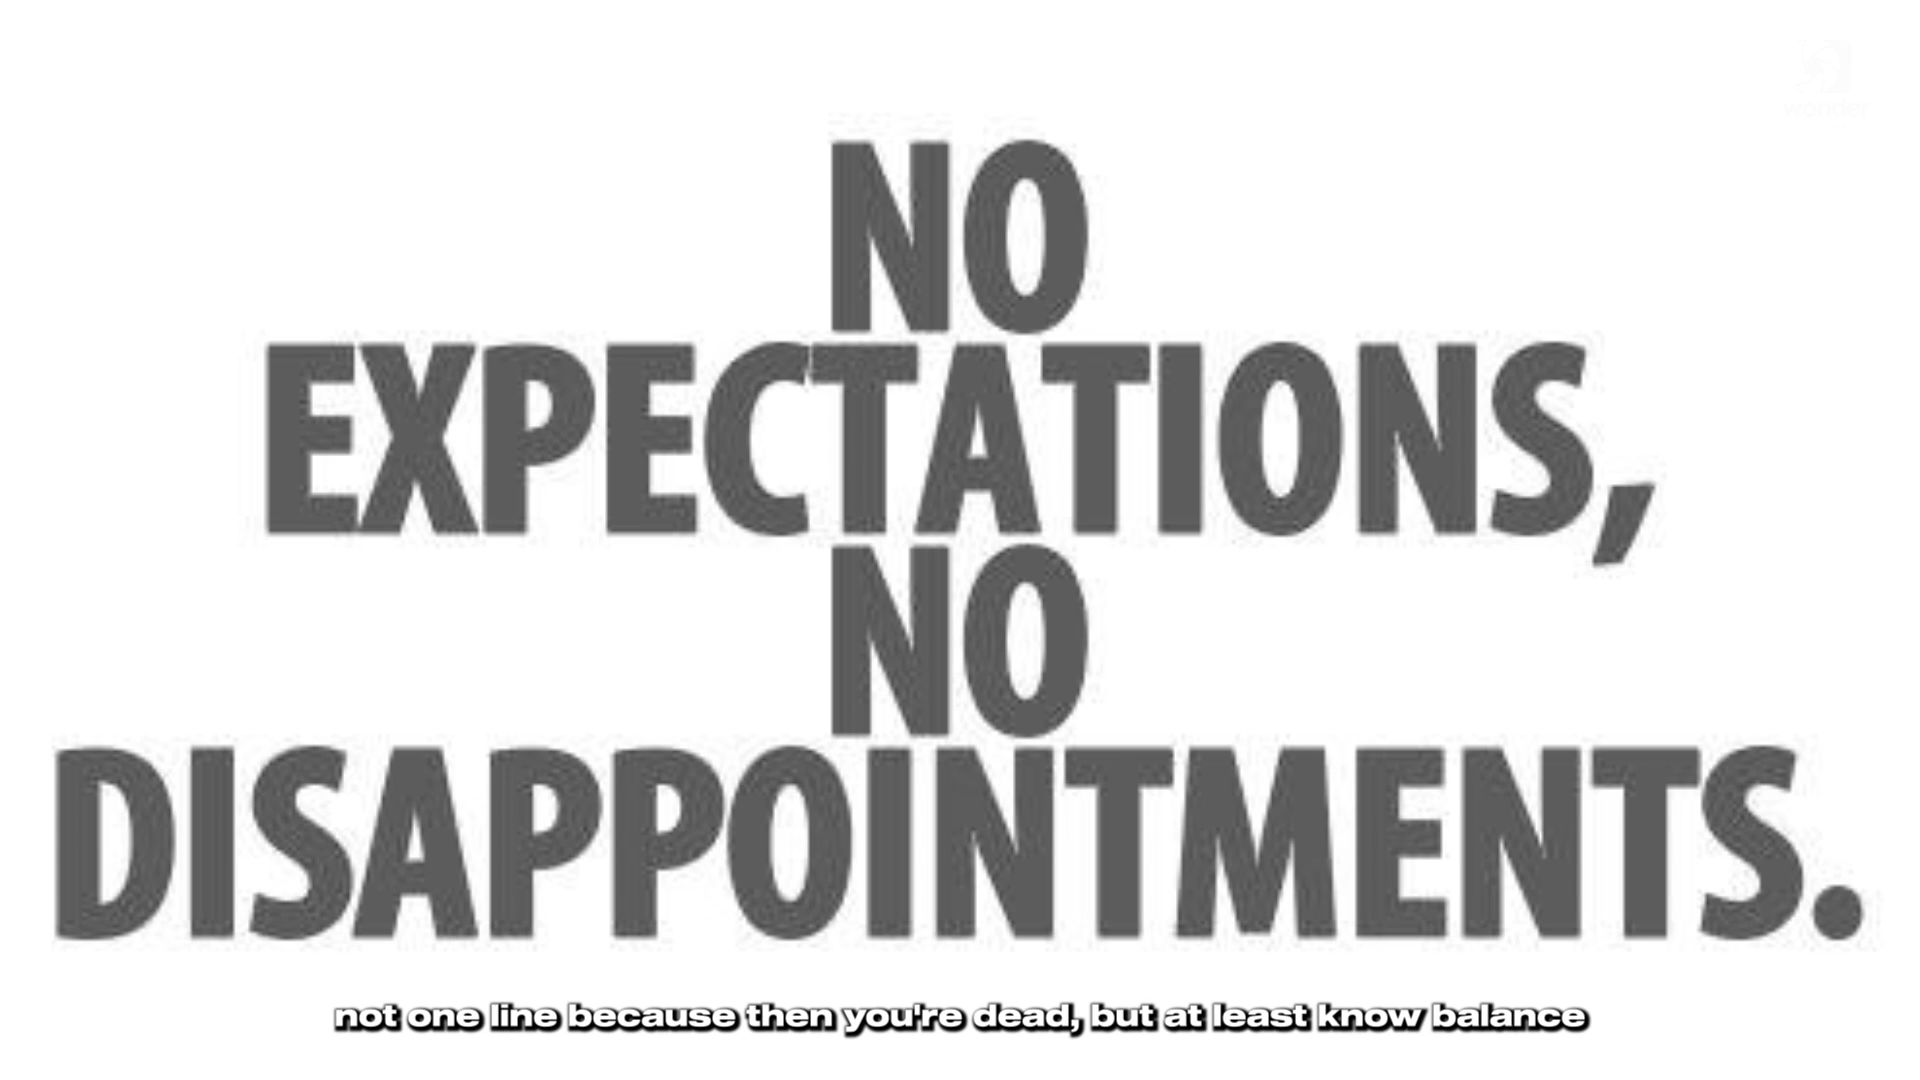 NO
EXPECTATIONS,
NO
DISAPPOINTMENTS.
not one line because then you're dead, but at least know balance